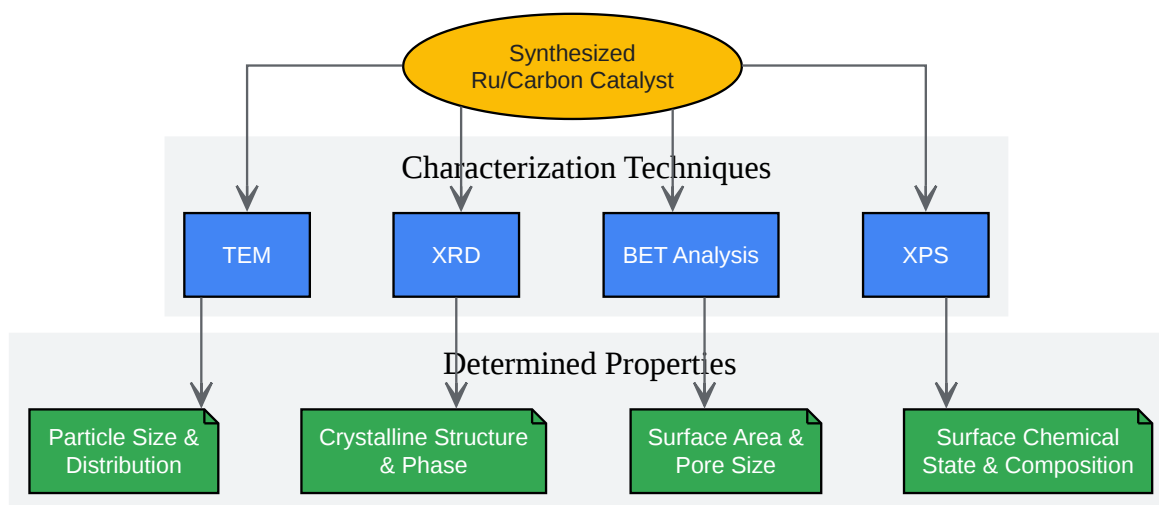 Synthesized
Ru/Carbon Catalyst
Characterization Techniques
TEM
XRD
BET Analysis
XPS
Determined Properties
Particle Size &
Distribution
Crystalline Structure
& Phase
Surface Area &
Pore Size
Surface Chemical
State & Composition